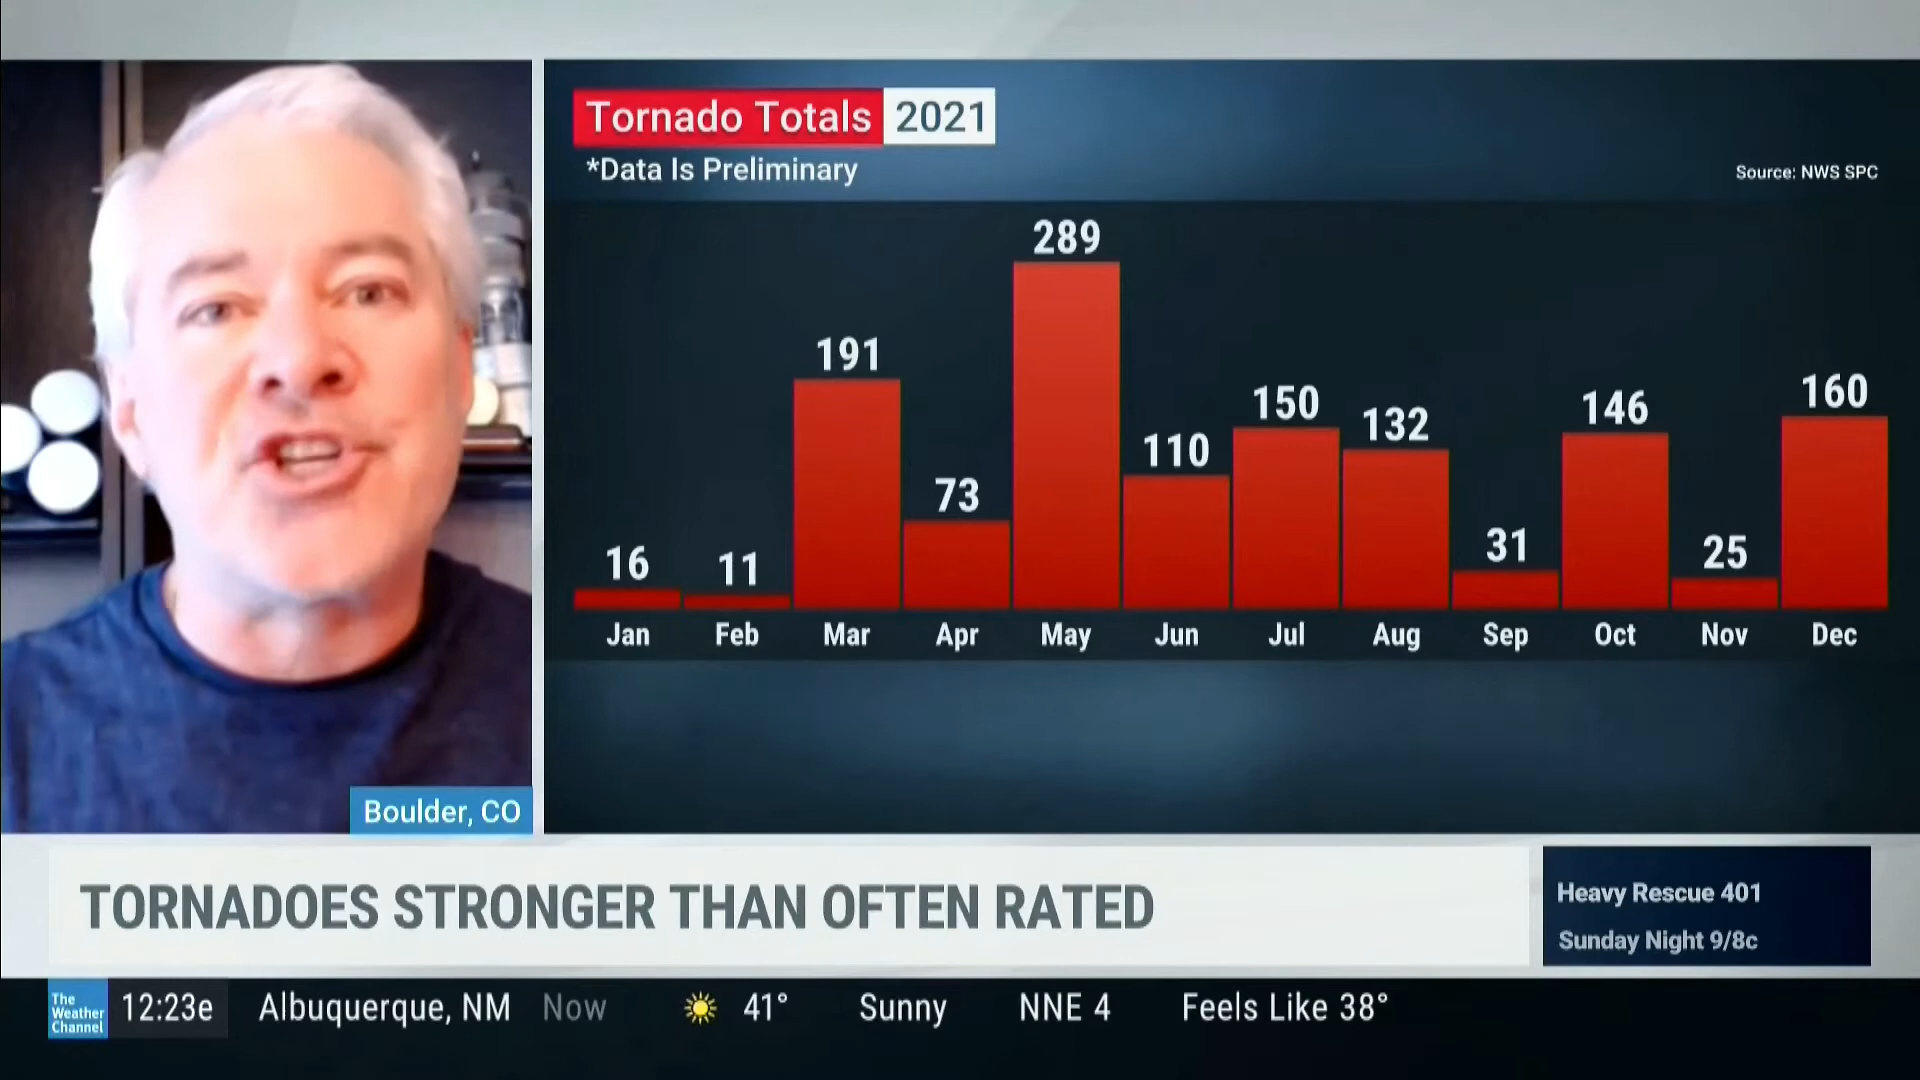 Tornado Totals 2021
*Data Is Preliminary
Source: NWS SPC
289
191
160
150
146
132
110
73
31
25
16
11
Jan Feb Mar Apr May Jun Jul Aug Sep Oct Nov Dec
Boulder, CO
TORNADOES STRONGER THAN OFTEN RATED
Heavy Rescue 401
Sunday Night 9/8c
The
Weather
Channel
12:23e Albuquerque, NM Now 41° Sunny NNE 4 Feels Like 38°